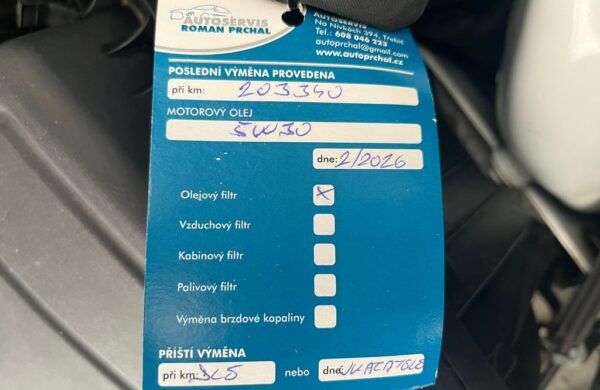 AUTOSERVIS
ROMAN PRCHAL
AUTOSERVIS
Na Nivkách 394, Třebíč
Tel.: 608 046 223
autoprchal@gmail.com
www.autoprchal.cz
POSLEDNÍ VÝMĚNA PROVEDENA
při km: 203340
MOTOROVÝ OLEJ
5W30
dne: 2/2026
Olejový filtr X
Vzduchový filtr
Kabinový filtr
Palivový filtr
Výměna brzdové kapaliny
PŘÍŠTÍ VÝMĚNA
při km: nebo dne: